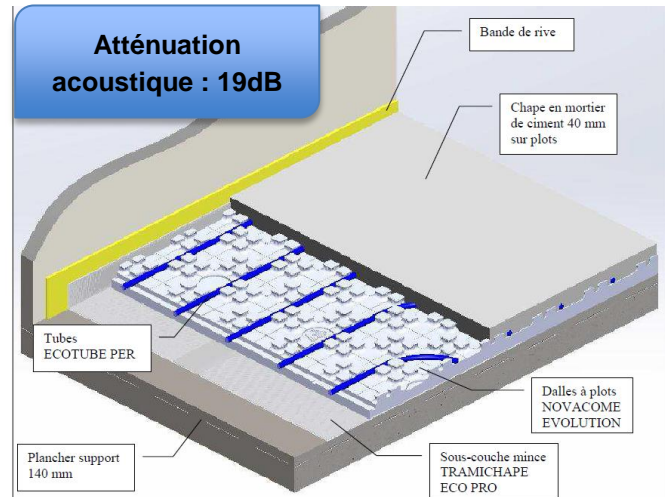 Atténuation
acoustique : 19dB
Bande de rive
Chape en mortier
de ciment 40 mm
sur plots
Tubes
ECOTUBE PER
Dalles à plots
NOVACOME
EVOLUTION
Plancher support
140 mm
Sous-couche mince
TRAMICHAPE
ECO PRO